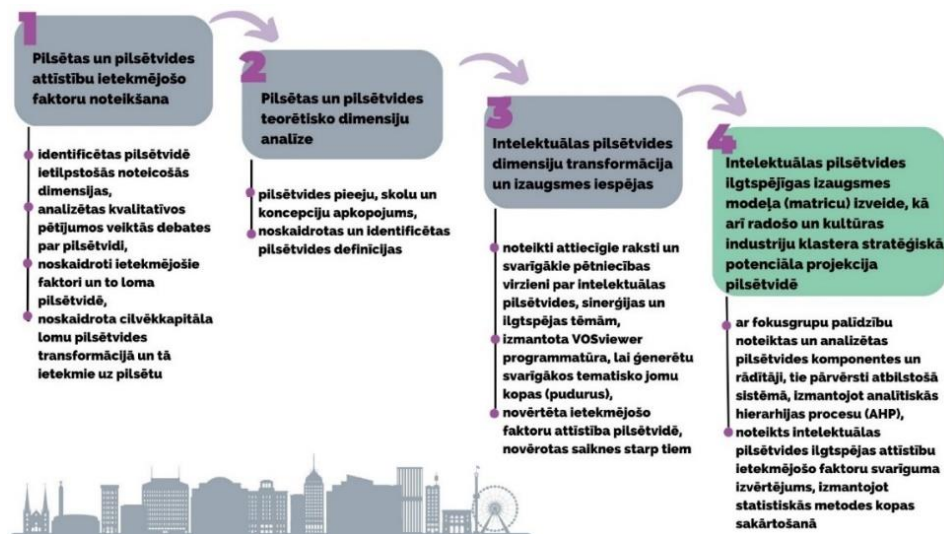 1
Pilsētas un pilsētvides
attīstību ietekmējošo
faktoru noteikšana
identificētas pilsētvidē
ietilpstošās noteicošās
dimensijas,
analizētas kvalitatīvos
pētījumos veiktās debates
par pilsētvidi,
noskaidroti ietekmējošie
faktori un to loma
pilsētvidē,
noskaidrota cilvēkkapitāla
lomu pilsētvides
transformācijā un tā
ietekmie uz pilsētu
2
Pilsētas un pilsētvides
teorētisko dimensiju
analīze
pilsētvides pieeju, skolu un
koncepciju apkopojums,
noskaidrotas un identificētas
pilsētvides definīcijas
3
Intelektuālas pilsētvides
dimensiju transformācija
un izaugsmes iespējas
noteikti attiecīgie raksti un
svarīgākie pētniecības
virzieni par intelektuālas
pilsētvides, sinerģijas un
ilgtspējas tēmām,
izmantota VOSviewer
programmatūra, lai ģenerētu
svarīgākos tematisko jomu
kopas (pudurus),
novērtēta ietekmējošo
faktoru attīstība pilsētvidē,
novērotas saiknes starp tiem
4
Intelektuālas pilsētvides
ilgtspējīgas izaugsmes
modeļa (matricu) izveide, kā
arī radošo un kultūras
industriju klastera stratēģiskā
potenciāla projekcija
pilsētvidē
ar fokusgrupu palīdzību
noteiktas un analizētas
pilsētvides komponentes un
rādītāji, tie pārvērsti atbilstošā
sistēmā, izmantojot analītiskās
hierarhijas procesu (AHP),
noteikts intelektuālas
pilsētvides ilgtspējas attīstību
ietekmējošo faktoru svarīguma
izvērtējums, izmantojot
statistiskās metodes kopas
sakārtošanā